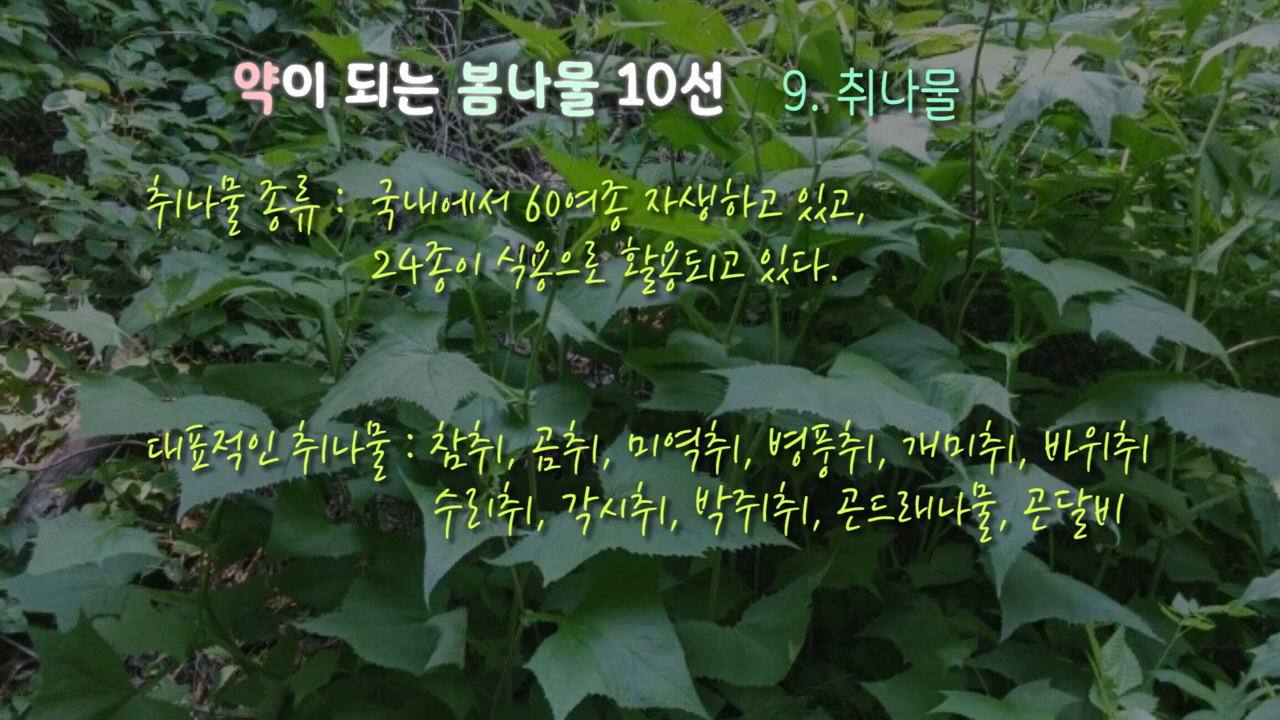 약이 되는 봄나물 10선 9. 취나물
취나물 종류 : 국내에서 60여종 자생하고 있고,
24종이 식용으로 활용되고 있다.
대표적인 취나물 : 참취, 곰취, 미역취, 병풍취, 개미취, 바위취
수리취, 각시취, 박쥐취, 곤드래나물, 곤달비